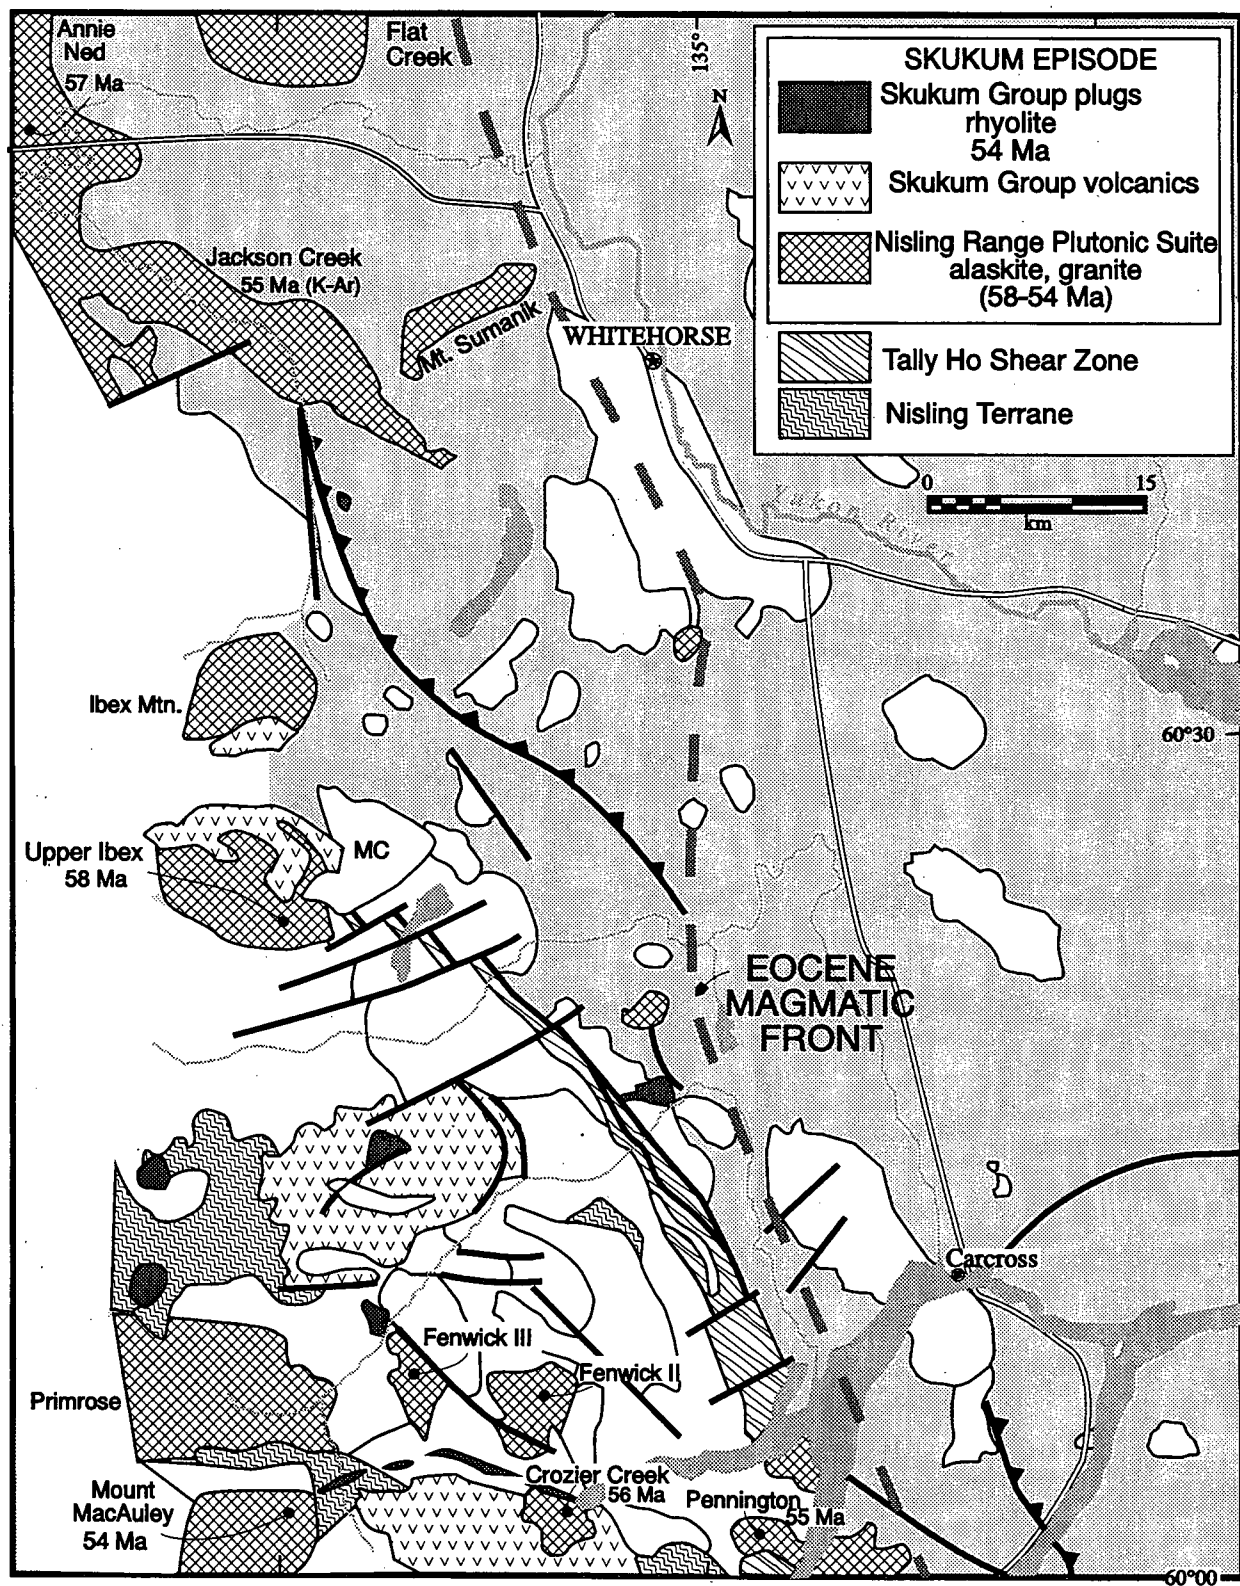 Annie
Ned
57 Ma
Flat
Creek
135°
N
SKUKUM EPISODE
Skukum Group plugs
rhyolite
54 Ma
Skukum Group volcanics
Nisling Range Plutonic Suite
alaskite, granite
(58-54 Ma)
Tally Ho Shear Zone
Nisling Terrane
0 15
km
Jackson Creek
55 Ma (K-Ar)
Mt. Sumanik
WHITEHORSE
Yukon River
Ibex Mtn.
60°30
Upper Ibex
58 Ma
MC
EOCENE
MAGMATIC
FRONT
Carcross
Fenwick III
Fenwick II
Primrose
Mount
MacAuley
54 Ma
Crozier Creek
56 Ma
Pennington
55 Ma
60°00